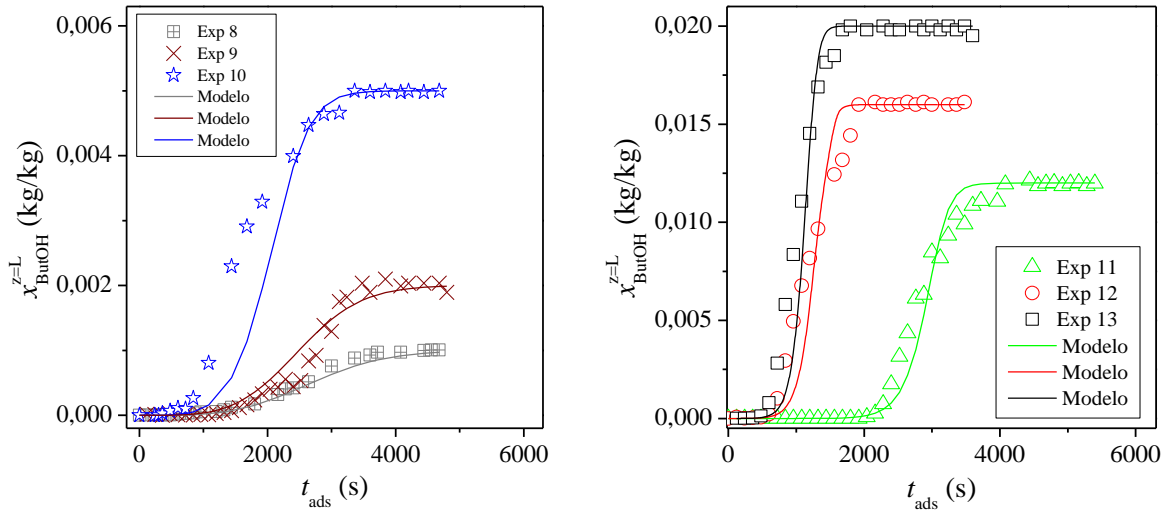 0,006
0,004
0,002
0,000
x^{z=L}_{ButOH} (kg/kg)
Exp 8
Exp 9
Exp 10
Modelo
Modelo
Modelo
0 2000 4000 6000
t_{ads} (s)
0,020
0,015
0,010
0,005
0,000
x^{z=L}_{ButOH} (kg/kg)
Exp 11
Exp 12
Exp 13
Modelo
Modelo
Modelo
0 2000 4000 6000
t_{ads} (s)